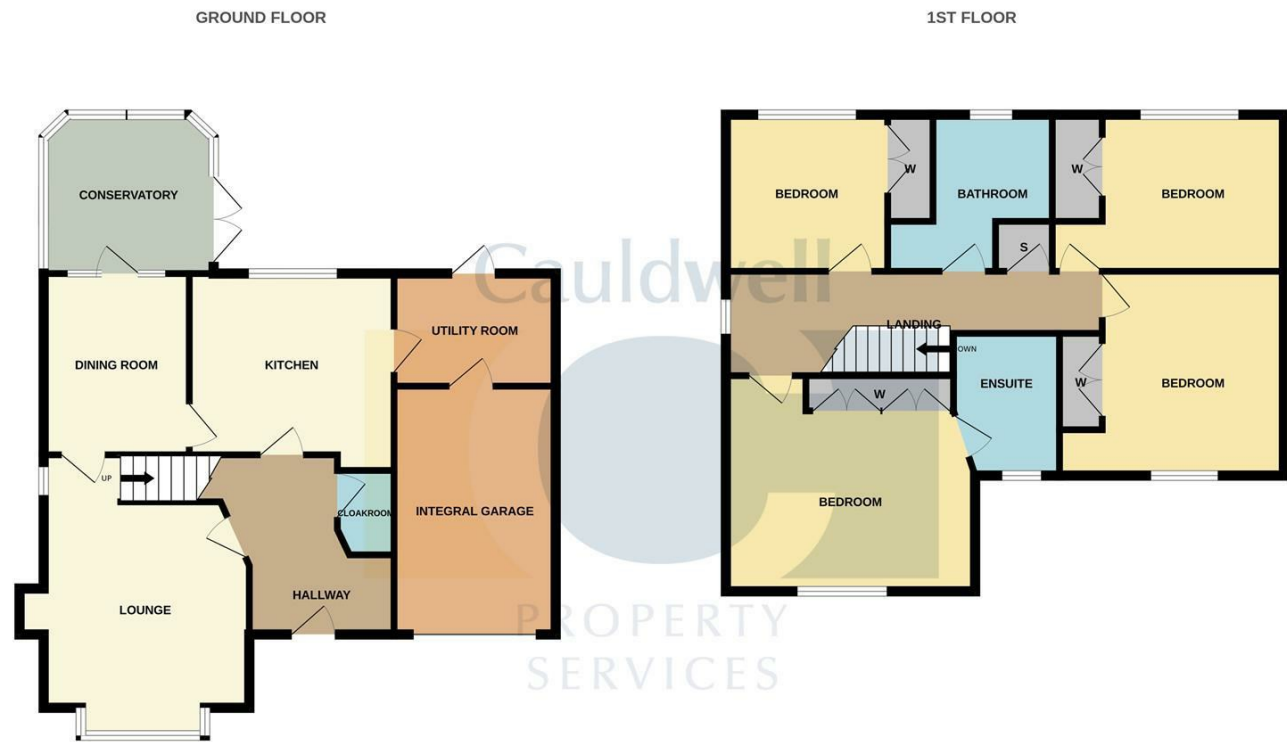 GROUND FLOOR
1ST FLOOR
CONSERVATORY
DINING ROOM
KITCHEN
UTILITY ROOM
UP
CLOAKROOM
INTEGRAL GARAGE
HALLWAY
LOUNGE
BEDROOM
W
BATHROOM
W
BEDROOM
S
LANDING
OWN
W
ENSUITE
W
BEDROOM
BEDROOM
Cauldwell
PROPERTY
SERVICES